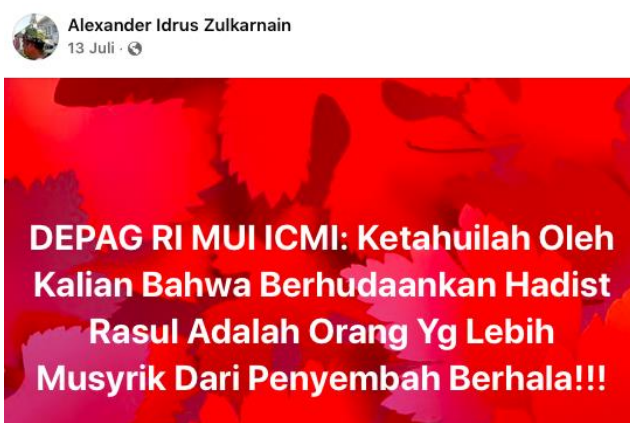 Alexander Idrus Zulkarnain
13 Juli ·
DEPAG RI MUI ICMI: Ketahuilah Oleh
Kalian Bahwa Berhudaankan Hadist
Rasul Adalah Orang Yg Lebih
Musyrik Dari Penyembah Berhala!!!